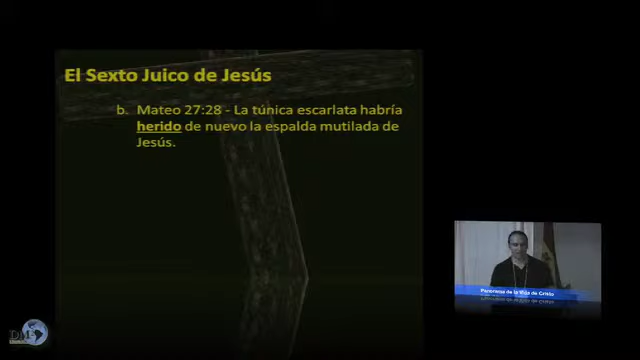 El Sexto Juico de Jesús
b. Mateo 27:28 - La túnica escarlata habría
herido de nuevo la espalda mutilada de
Jesús.
Panorama de la Vida de Cristo
DM